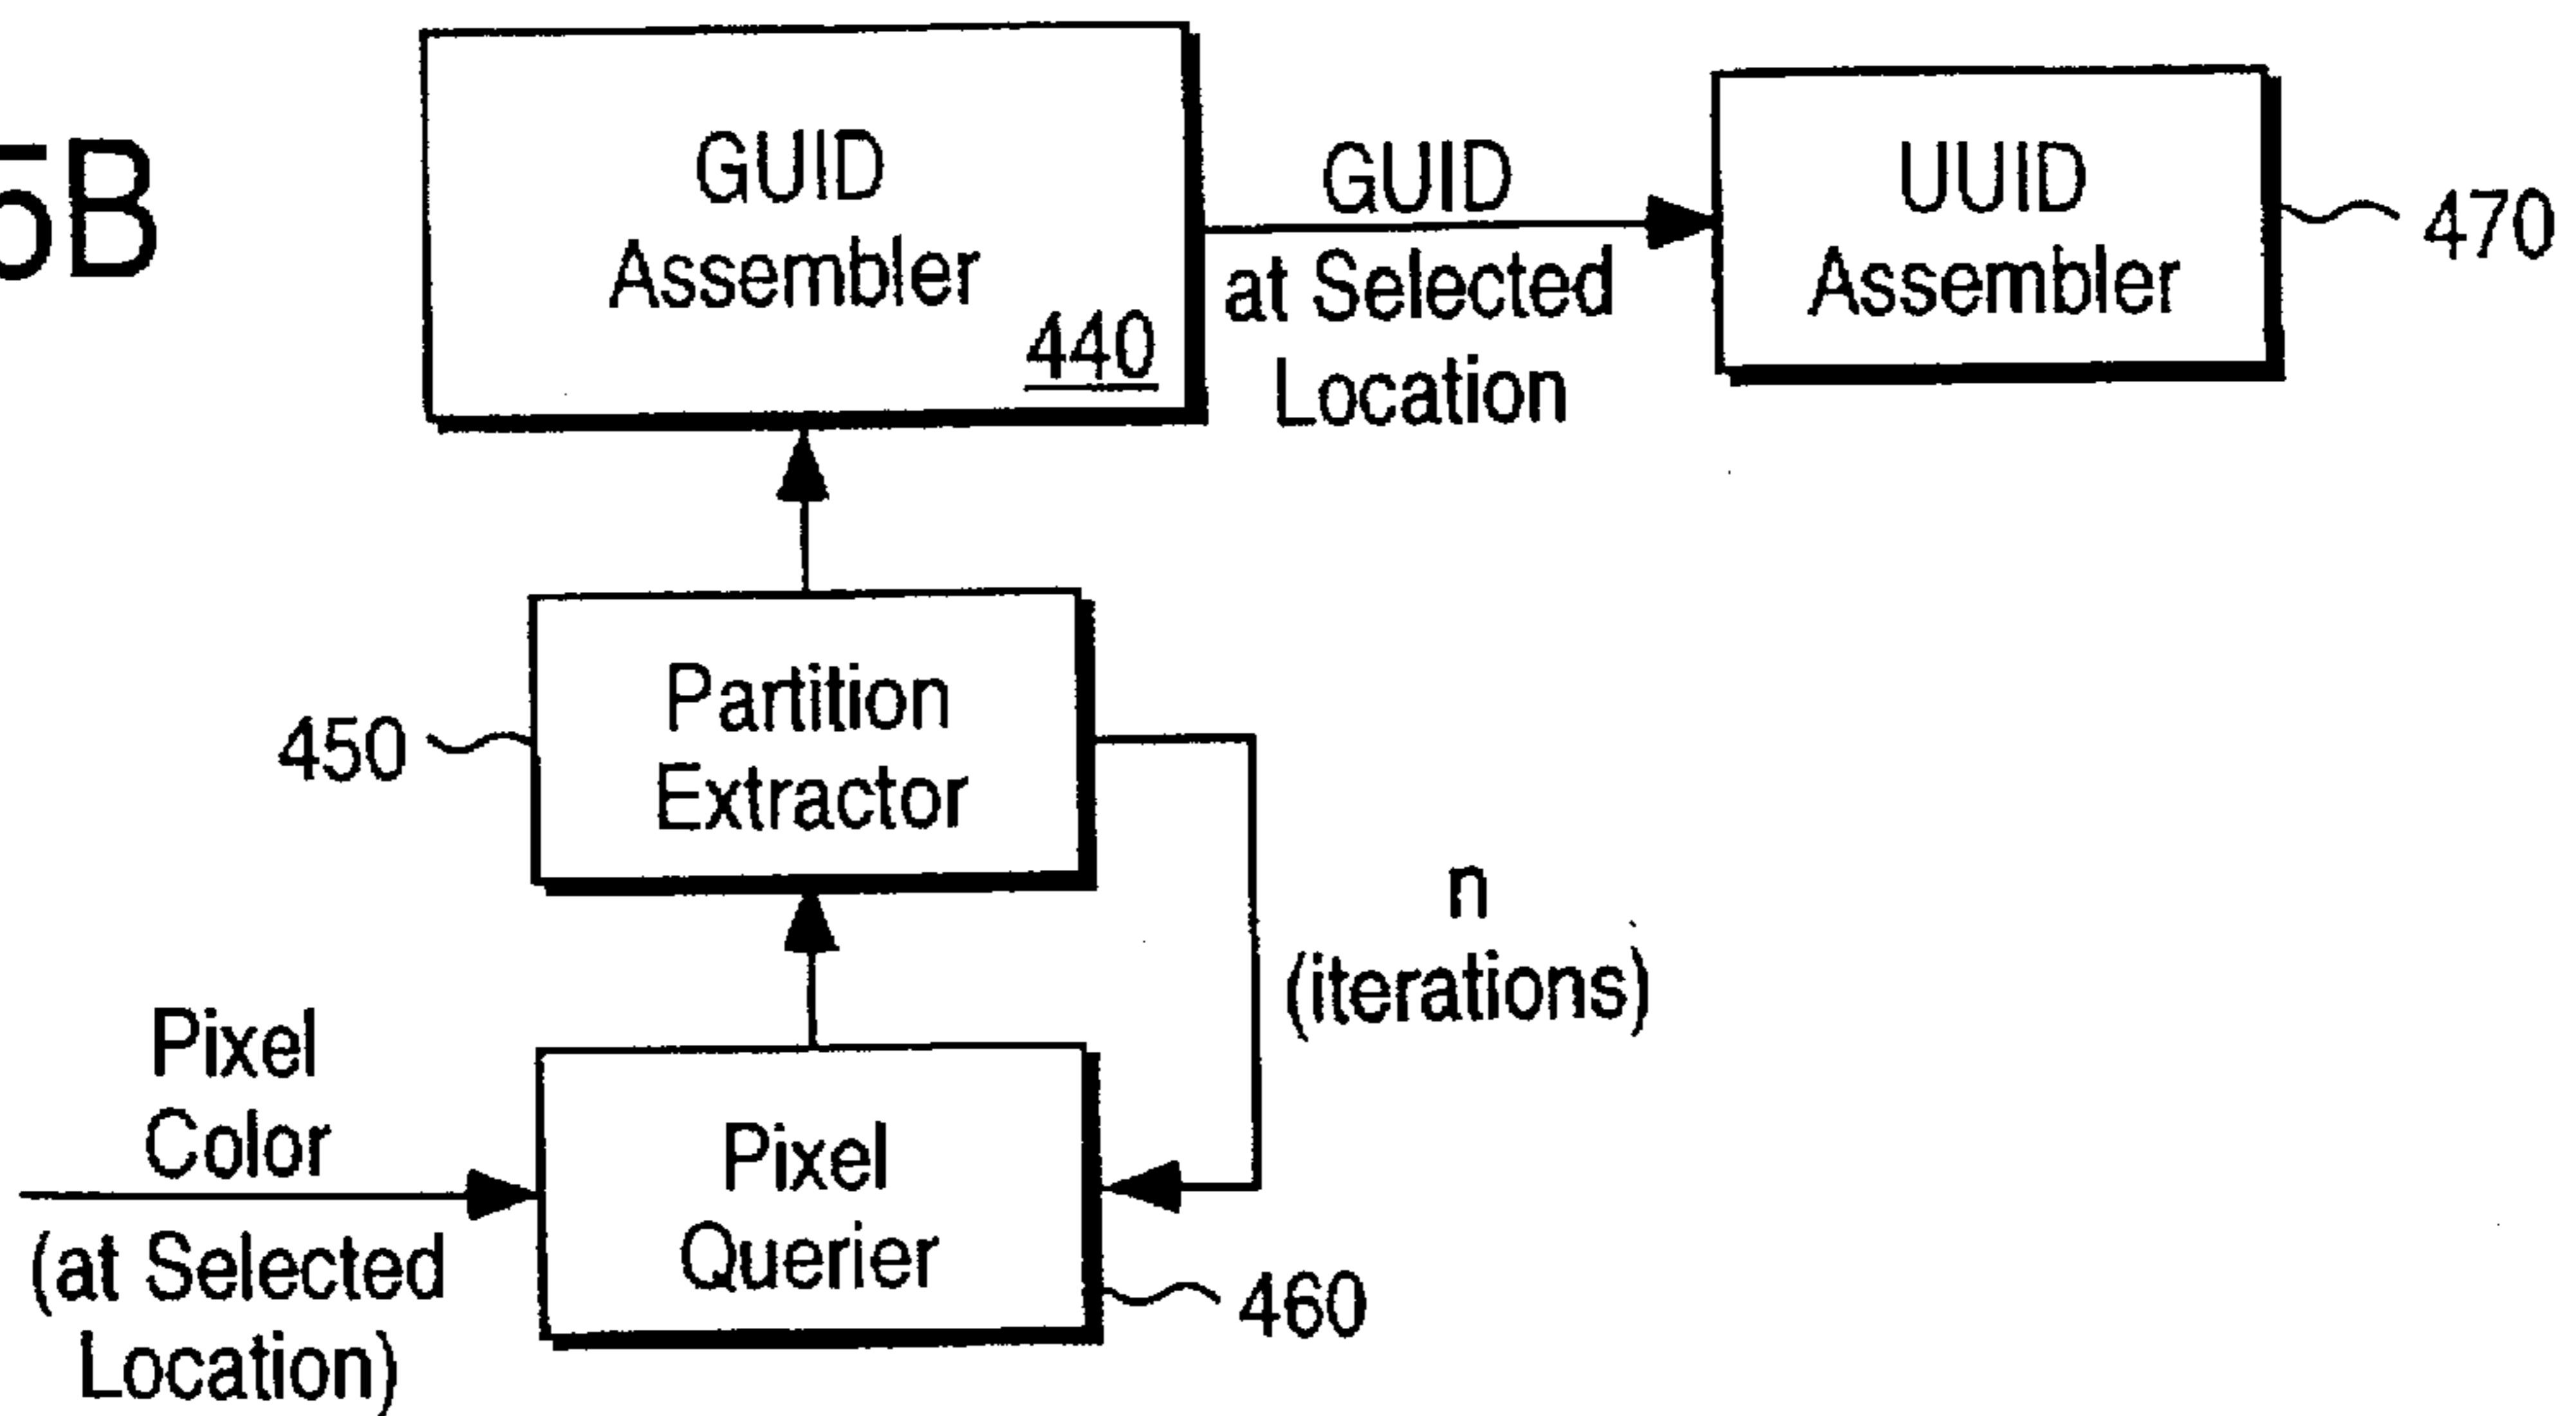 5B
GUID
Assembler
440
GUID
at Selected
Location
UUID
Assembler
470
Partition
Extractor
450
n
(iterations)
Pixel
Color
(at Selected
Location)
Pixel
Querier
460